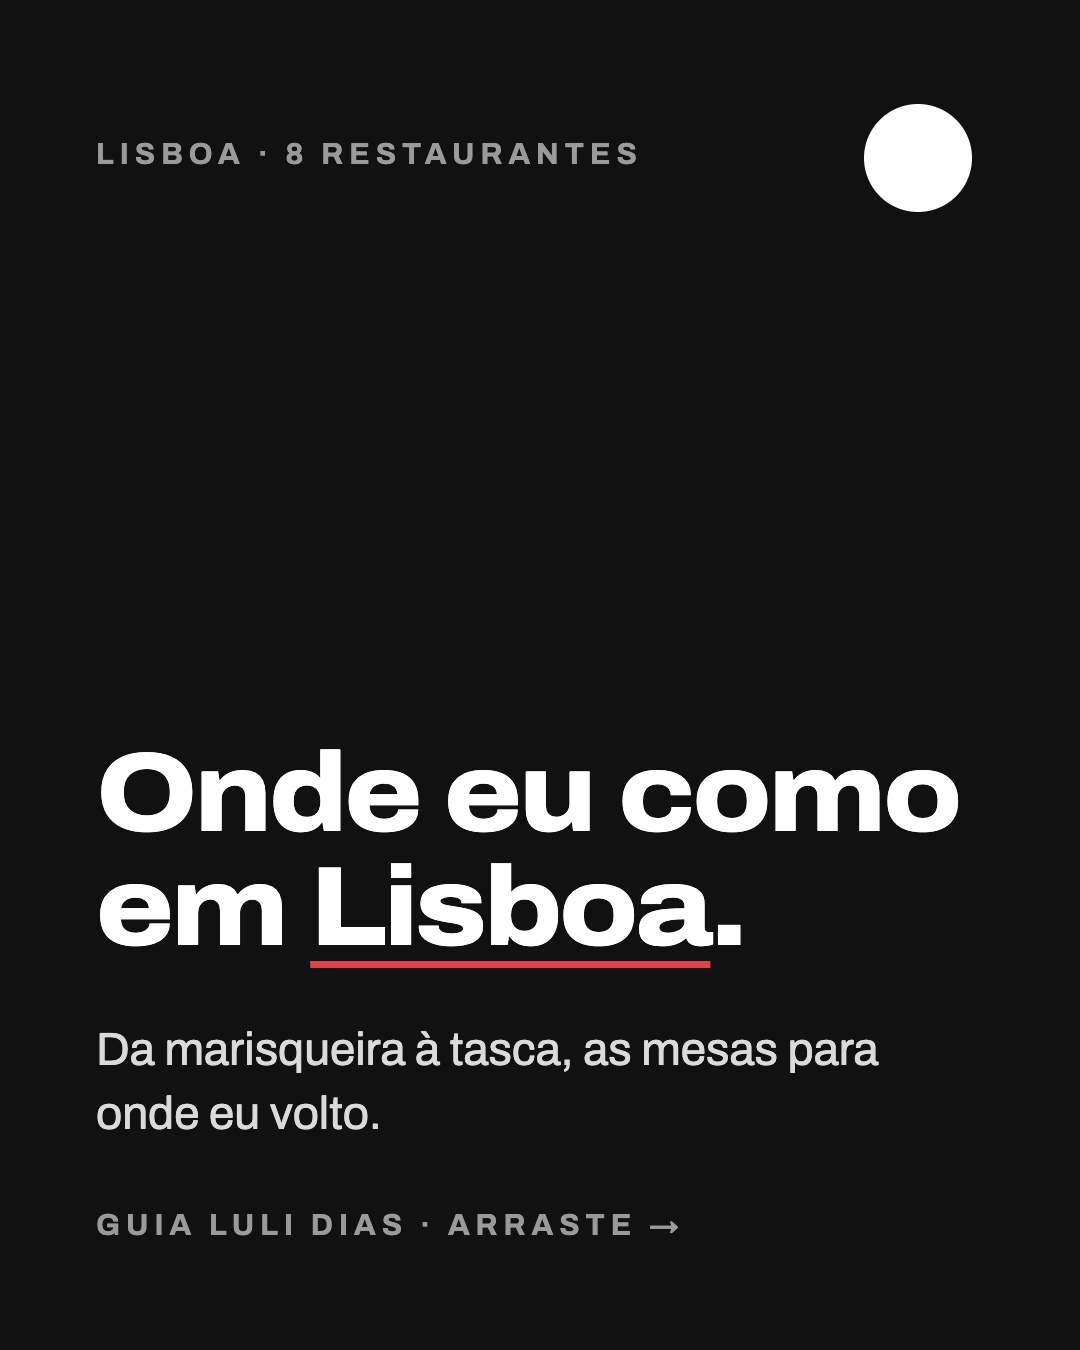 LISBOA · 8 RESTAURANTES
Onde eu como
em Lisboa.
Da marisqueira à tasca, as mesas para
onde eu volto.
GUIA LULI DIAS · ARRASTE →